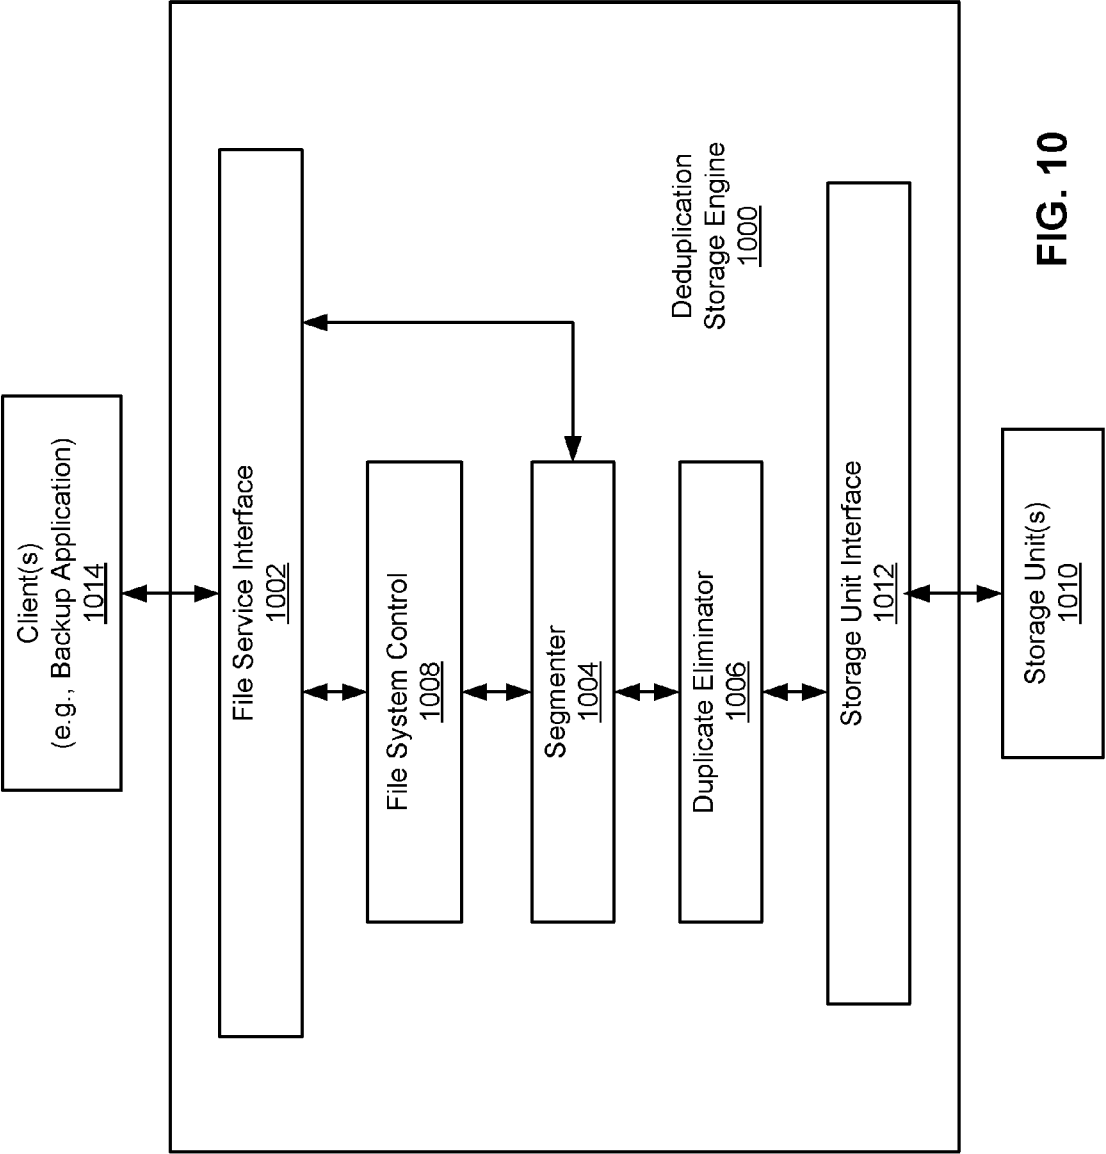 Client(s)
(e.g., Backup Application)
1014
File Service Interface
1002
File System Control
1008
Segmenter
1004
Duplicate Eliminator
1006
Deduplication
Storage Engine
1000
Storage Unit Interface
1012
Storage Unit(s)
1010
FIG. 10